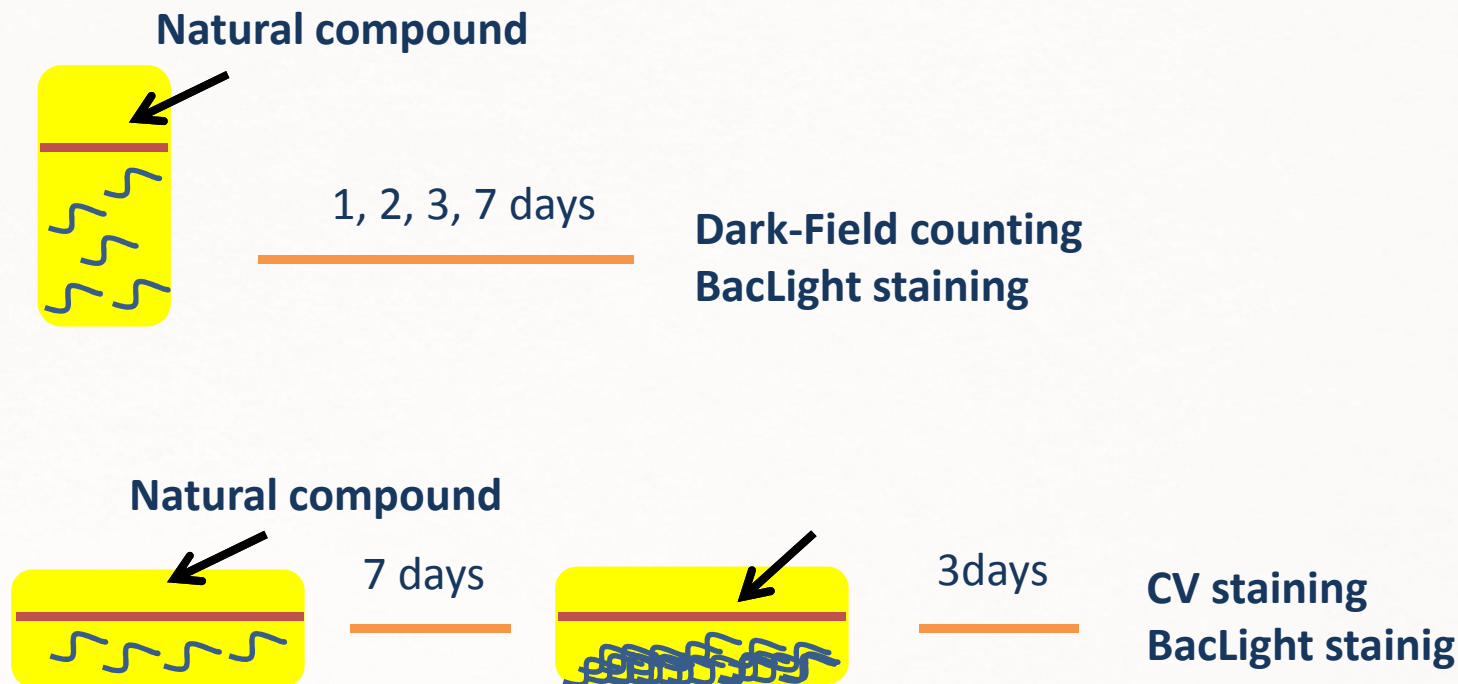 Natural compound
1, 2, 3, 7 days
Dark-Field counting
BacLight staining
Natural compound
7 days
3days
CV staining
BacLight stainig